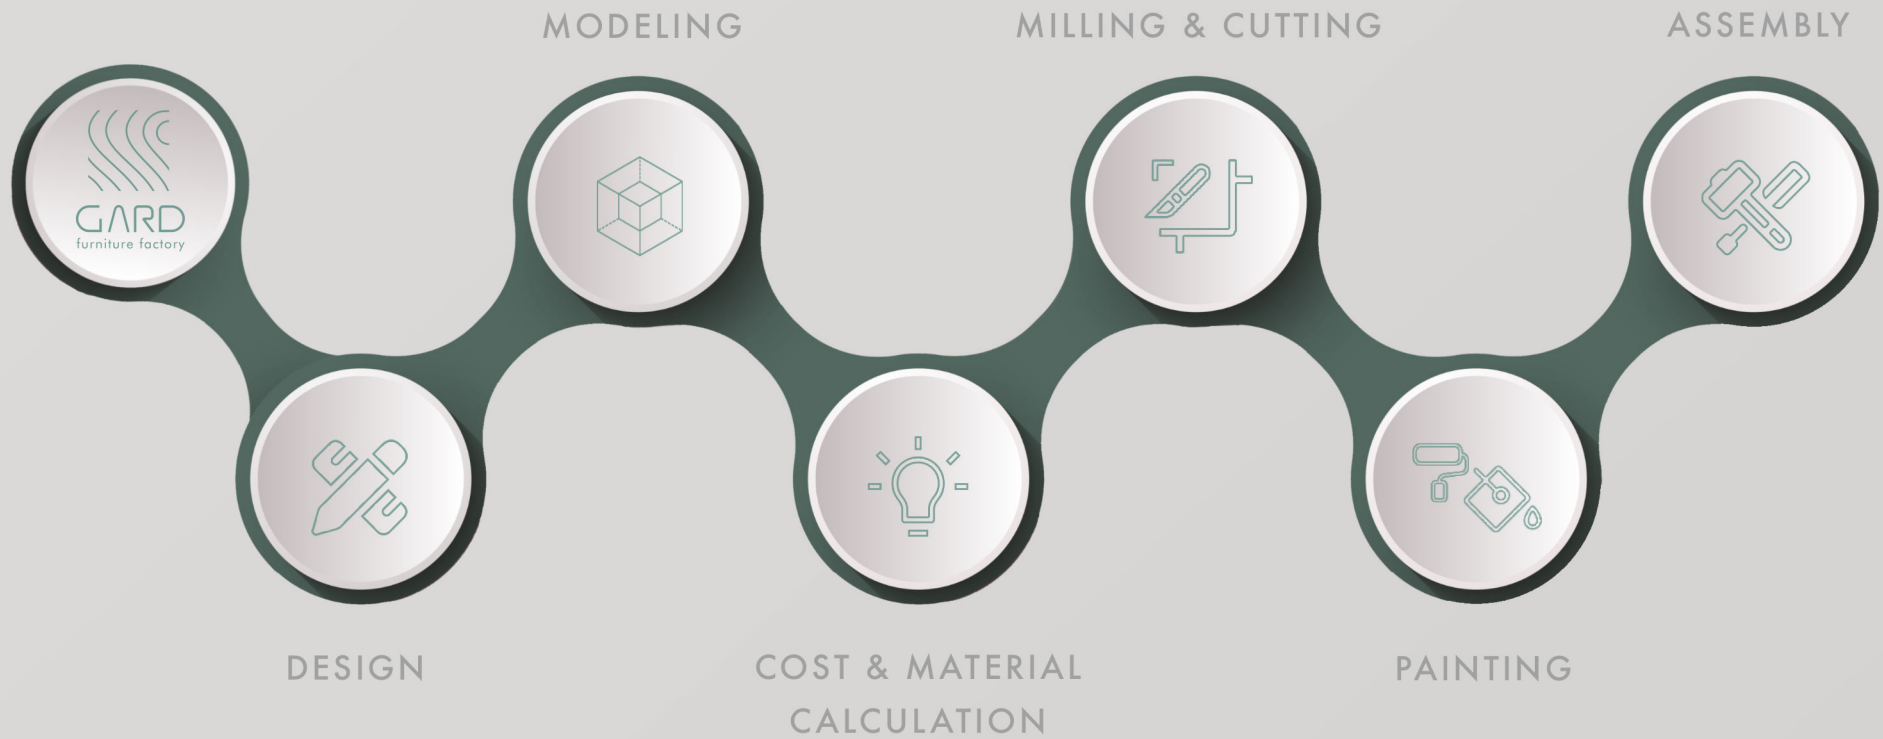 MODELING
MILLING & CUTTING
ASSEMBLY
GARD
furniture factory
DESIGN
COST & MATERIAL
CALCULATION
PAINTING